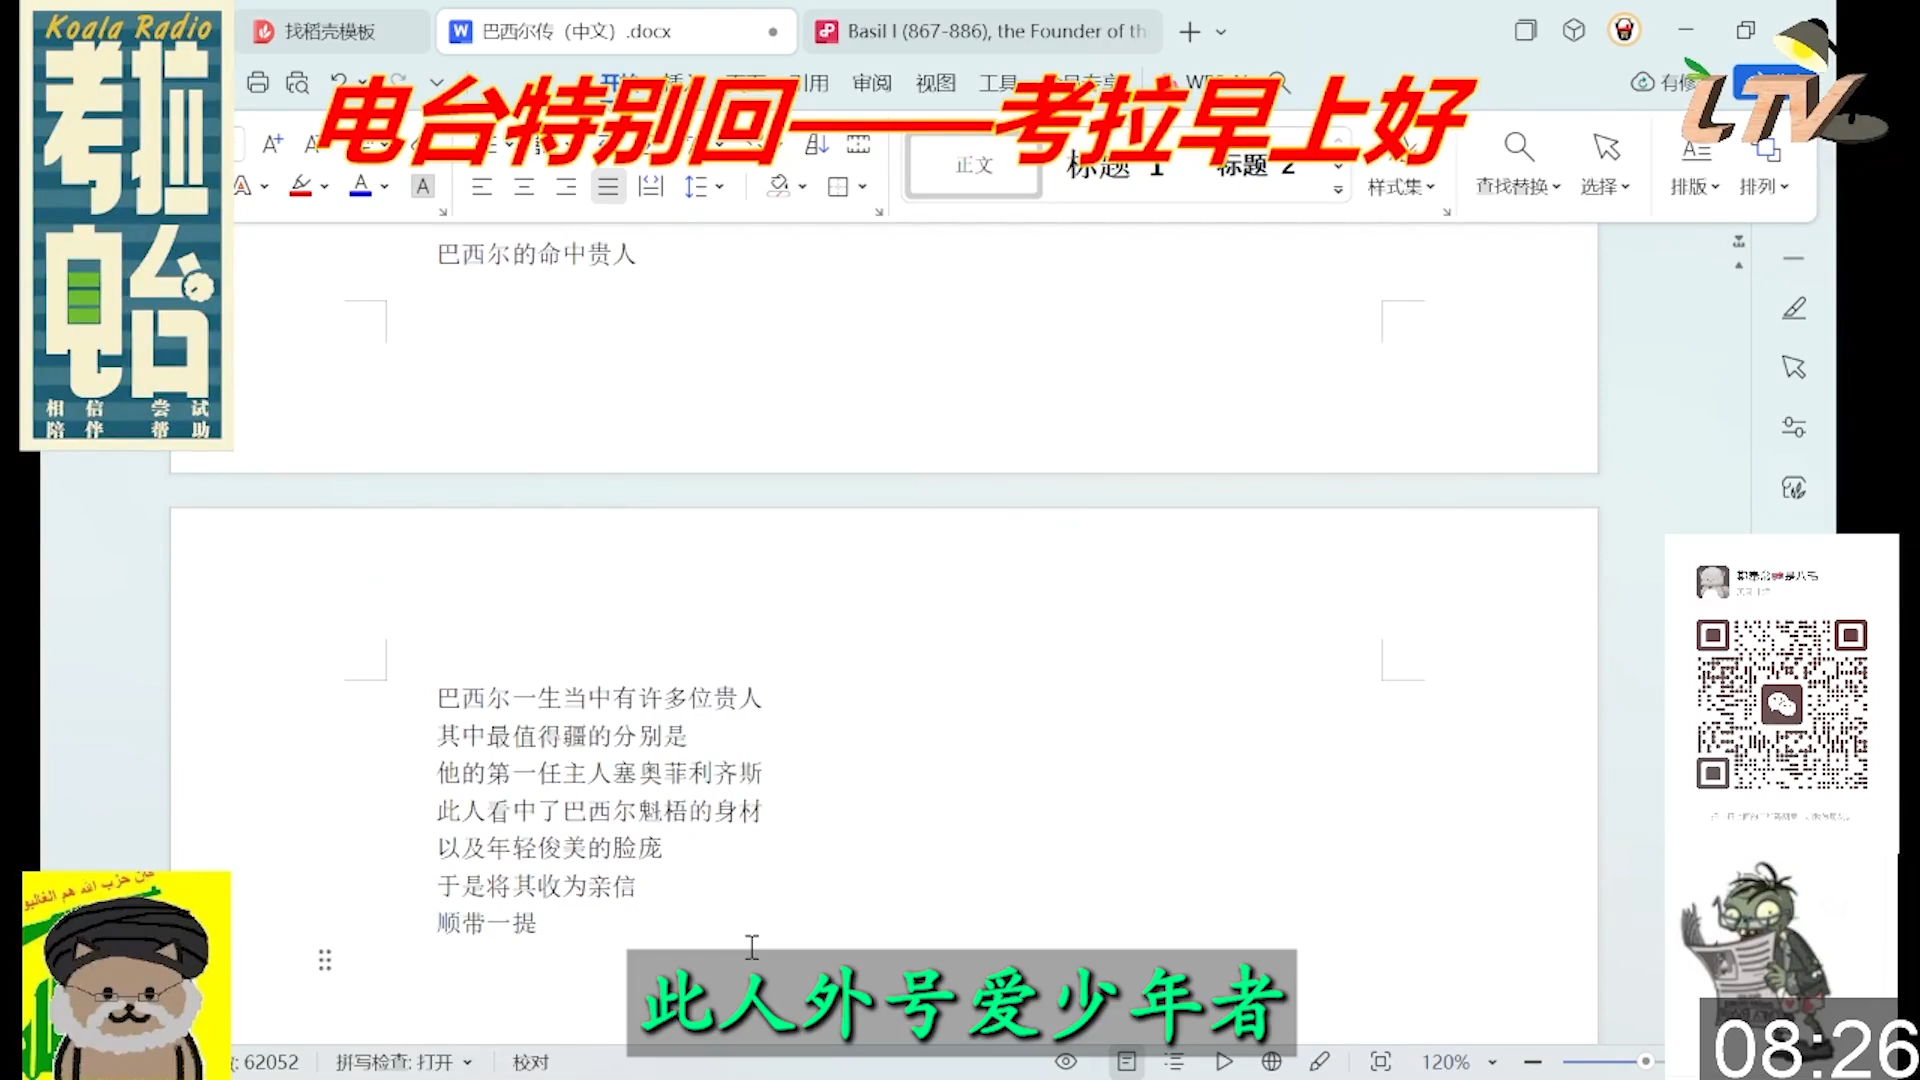 Koala Radio
考拉
电台
相信 尝试
陪伴 帮助
找稻壳模板
巴西尔传（中文）.docx
Basil I (867-886), the Founder of th
引用 审阅 视图 工具
电台特别回——考拉早上好
LTV
正文
标题 1
标题 2
样式集
查找替换
选择
排版
排列
巴西尔的命中贵人
巴西尔一生当中有许多位贵人
其中最值得疆的分别是
他的第一任主人塞奥菲利齐斯
此人看中了巴西尔魁梧的身材
以及年轻俊美的脸庞
于是将其收为亲信
顺带一提
此人外号爱少年者
: 62052
拼写检查: 打开
校对
120%
08:26